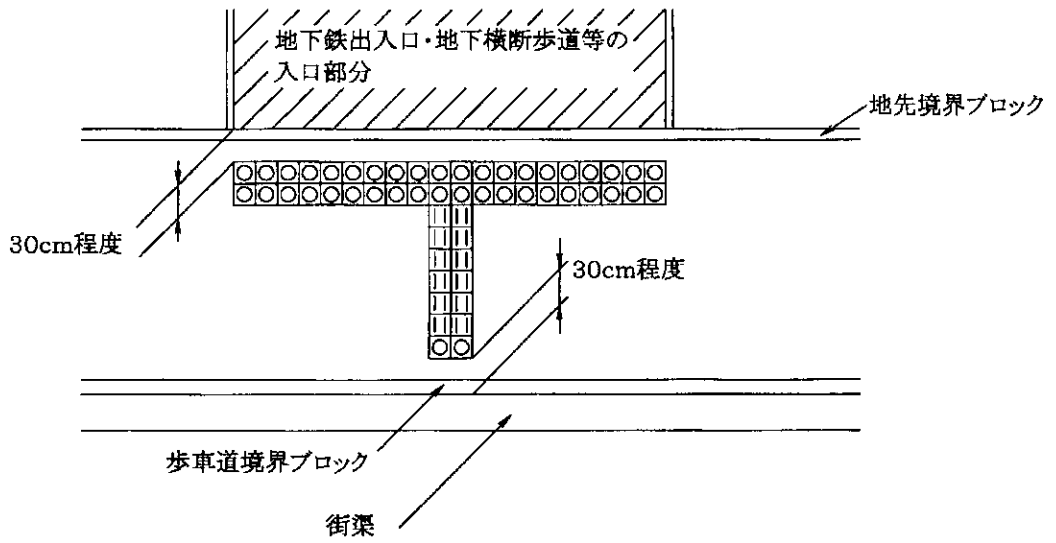 地下鉄出入口・地下横断歩道等の
入口部分
地先境界ブロック
30cm程度
30cm程度
歩車道境界ブロック
街渠